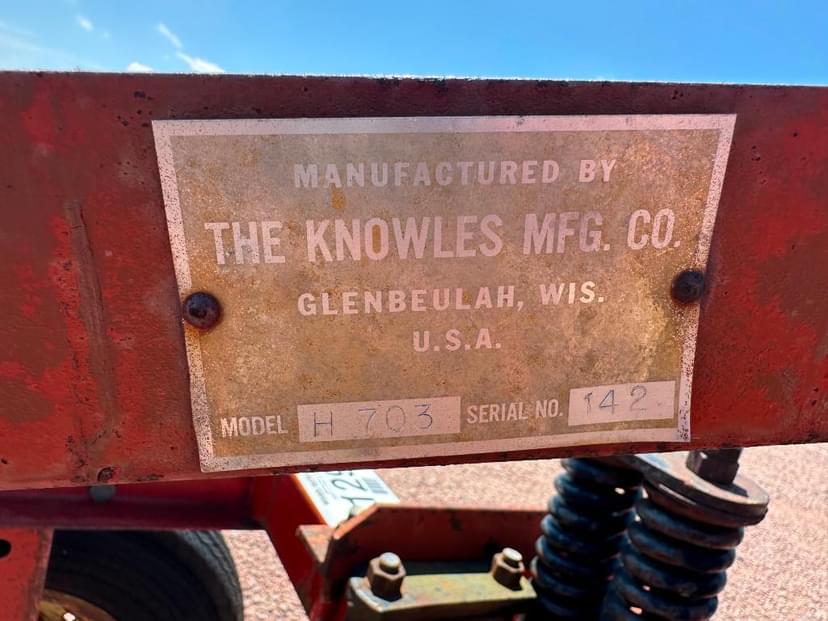 MANUFACTURED BY
THE KNOWLES MFG. CO.
GLENBEULAH, WIS.
U.S.A.
MODEL H 703 SERIAL NO. 142